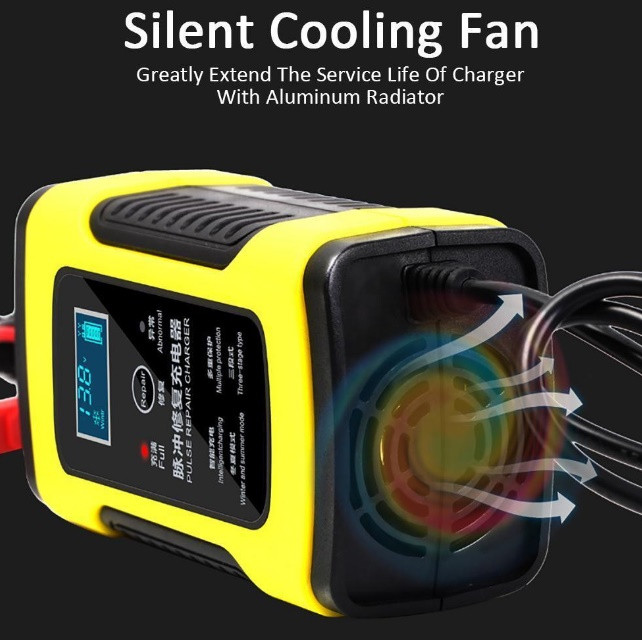 Silent Cooling Fan
Greatly Extend The Service Life Of Charger
With Aluminum Radiator
13.8 V
异常
Abnormal
Repair
修复
充满
Full
脉冲修复充电器
PULSE REPAIR CHARGER
多重保护
Multiple protection
三段式
Three-stage type
智能充电
Intelligentcharging
冬夏模式
Winter and summer mode